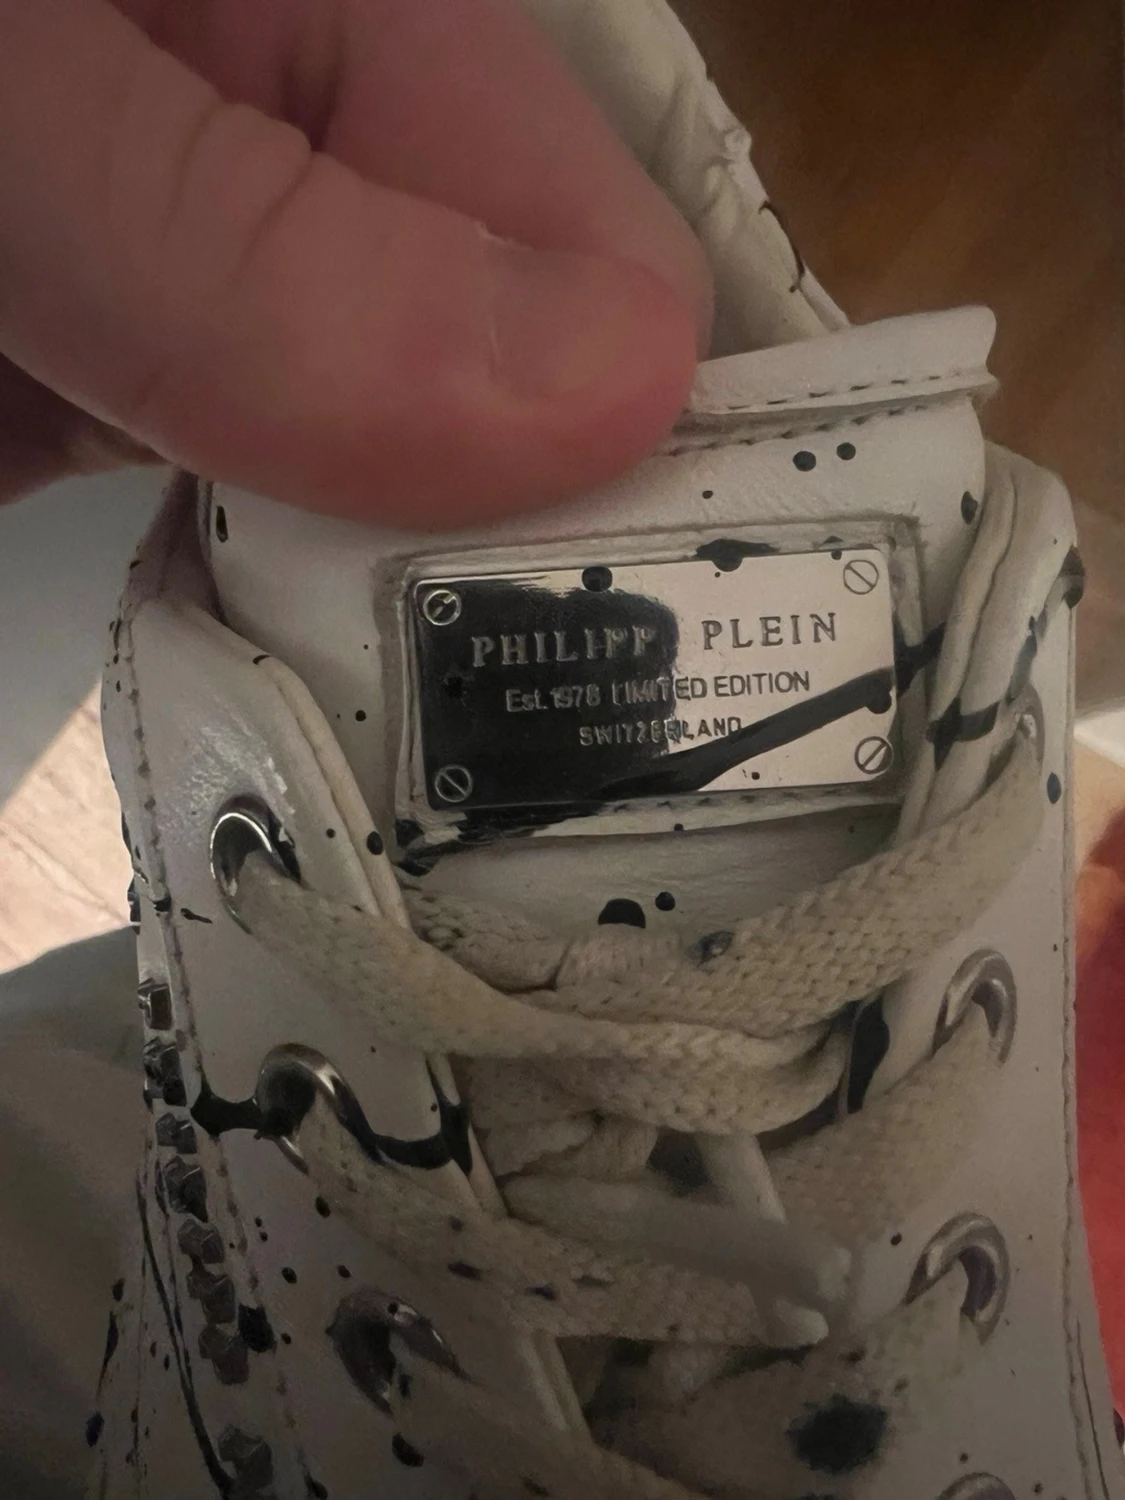 PHILIPP PLEIN
Est. 1978 LIMITED EDITION
SWITZERLAND